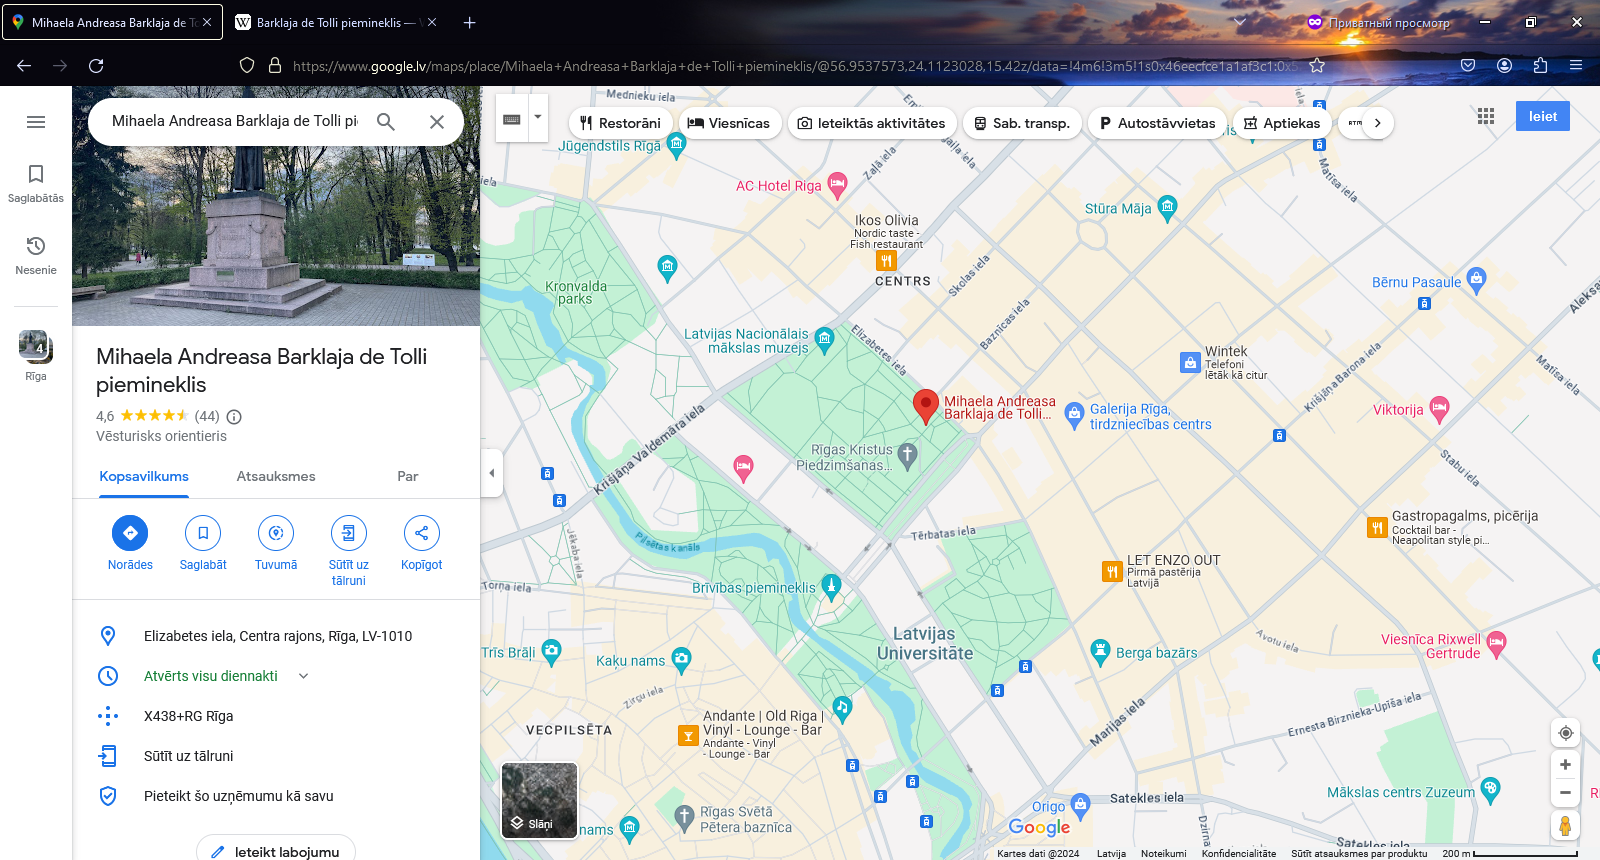 Mihaela Andreasa Barklaja de To
Barklaja de Tolli piemineklis —
Приватный просмотр
https://www.google.lv/maps/place/Mihaela+Andreasa+Barklaja+de+Tolli+piemineklis/@56.9537573,24.1123028,15.42z/data=!4m6!3m5!1s0x46eecfce1a1af3c1:0x5
Mihaela Andreasa Barklaja de Tolli pi
Restorāni
Viesnīcas
Ieteiktās aktivitātes
Sab. transp.
Autostāvvietas
Aptiekas
Ieiet
Saglabātās
Nesenie
4
Rīga
Mihaela Andreasa Barklaja de Tolli
piemineklis
4,6
(44)
Vēsturisks orientieris
Kopsavilkums
Atsauksmes
Par
Norādes
Saglabāt
Tuvumā
Sūtīt uz
tālruni
Kopīgot
Elizabetes iela, Centra rajons, Rīga, LV-1010
Atvērts visu diennakti
X438+RG Rīga
Sūtīt uz tālruni
Pieteikt šo uzņēmumu kā savu
Ieteikt labojumu
Mednieku iela
Jūgendstils Rīgā
AC Hotel Riga
Zaļā iela
Matīsa iela
Stūra Māja
Ikos Olivia
Nordic taste -
Fish restaurant
CENTRS
Skolas iela
Bērnu Pasaule
Kronvalda
parks
Latvijas Nacionālais
mākslas muzejs
Elizabetes iela
Baznīcas iela
Wintek
Telefoni
lētāk kā citur
Krišjāņa Barona iela
Matīsa iela
Mihaela Andreasa
Barklaja de Tolli...
Galerija Rīga,
tirdzniecības centrs
Viktorija
Krišjāņa Valdemāra iela
Rīgas Kristus
Piedzimšanas...
Stabu iela
Gastropagalms, picērija
Cocktail bar -
Neapolitan style pi...
Jēkaba iela
Pilsētas kanāls
Tērbatas iela
LET ENZO OUT
Pirmā pastērija
Latvijā
Torņa iela
Brīvības piemineklis
Latvijas
Universitāte
Avotu iela
Viesnīca Rixwell
Gertrude
Berga bazārs
Trīs Brāļi
Kaķu nams
Zirgu iela
VECPILSĒTA
Andante | Old Riga |
Vinyl - Lounge - Bar
Andante - Vinyl
- Lounge - Bar
Marijas iela
Ernesta Birznieka-Upīša iela
Mākslas centrs Zuzeum
Origo
Satekles iela
Rīgas Svētā
Pētera baznīca
nams
Dzirn
Satekles iela
Slāņi
Google
Kartes dati @2024
Latvija
Noteikumi
Konfidencialitāte
Sūtīt atsauksmes par produktu
200 m